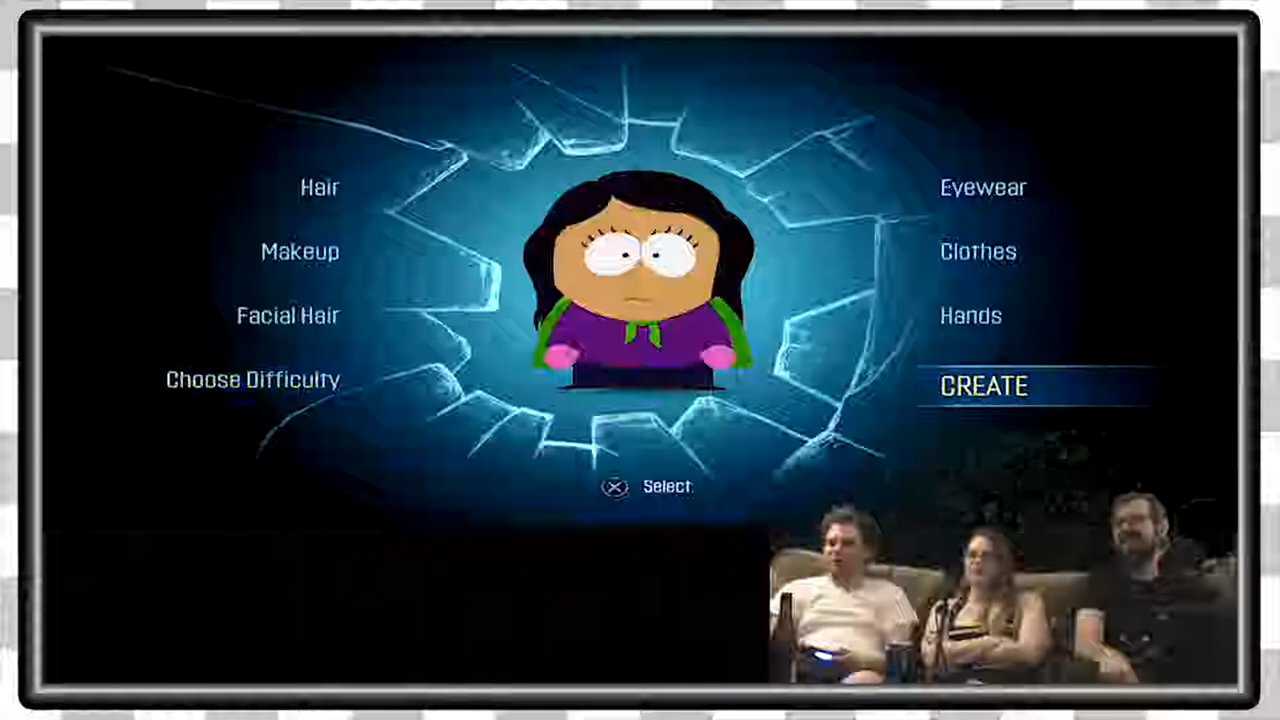 Hair
Makeup
Facial Hair
Choose Difficulty
Eyewear
Clothes
Hands
CREATE
Select